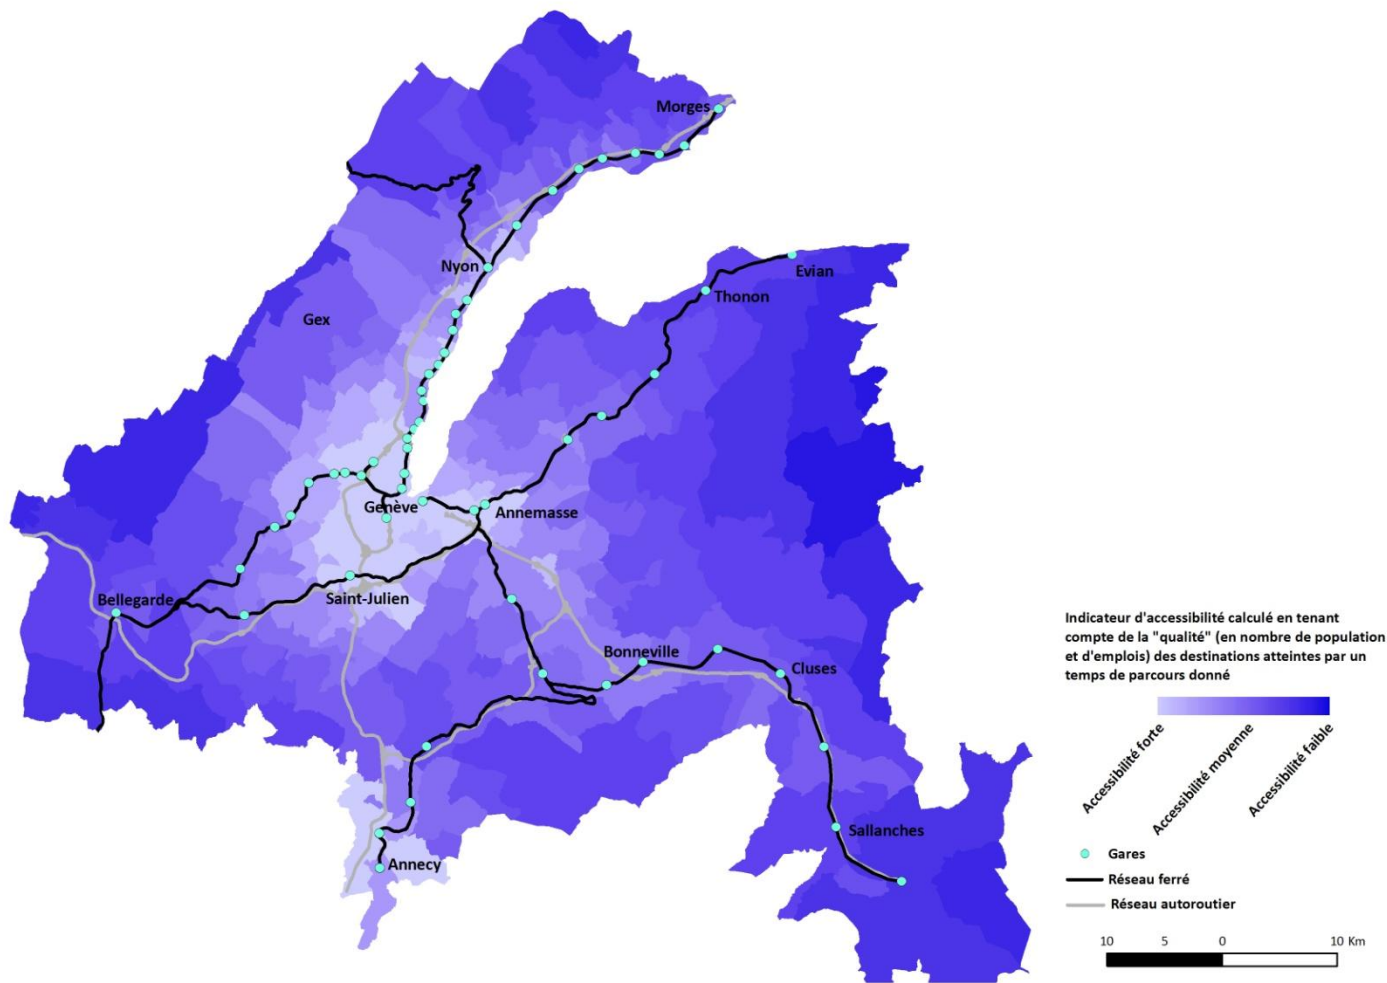 Morges
Nyon
Evian
Thonon
Gex
Genève
Annemasse
Bellegarde
Saint-Julien
Bonneville
Cluses
Sallanches
Annecy
Indicateur d'accessibilité calculé en tenant
compte de la "qualité" (en nombre de population
et d'emplois) des destinations atteintes par un
temps de parcours donné
Accessibilité forte
Accessibilité moyenne
Accessibilité faible
Gares
Réseau ferré
Réseau autoroutier
10 5 0 10 Km